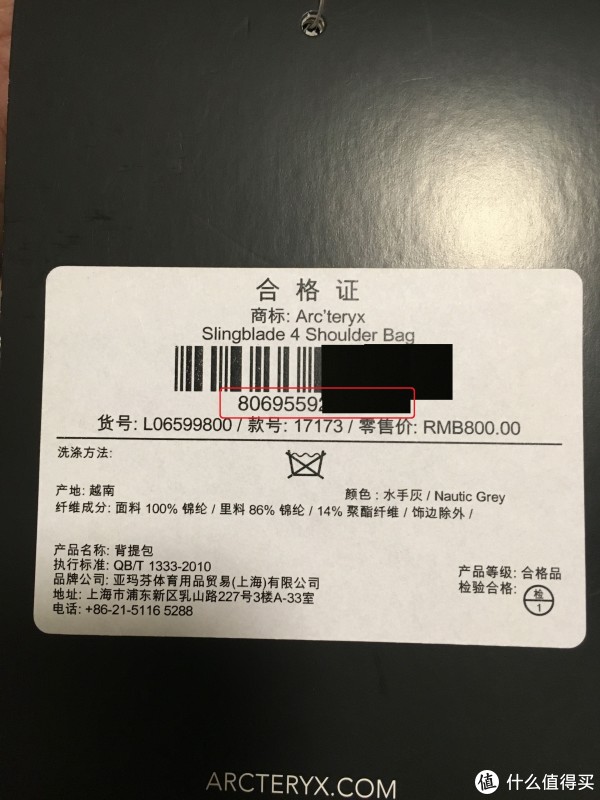 合格证
商标: Arc'teryx
Slingblade 4 Shoulder Bag
80695592
货号: L06599800 / 款号: 17173 / 零售价: RMB800.00
洗涤方法:
产地: 越南
颜色: 水手灰 / Nautic Grey
纤维成分: 面料 100% 锦纶 / 里料 86% 锦纶 / 14% 聚酯纤维 / 饰边除外 /
产品名称: 背提包
执行标准: QB/T 1333-2010
品牌公司: 亚玛芬体育用品贸易(上海)有限公司
地址: 上海市浦东新区乳山路227号3楼A-33室
电话: +86-21-5116 5288
产品等级: 合格品
检验合格:
检
1
ARCTERYX.COM
值 什么值得买